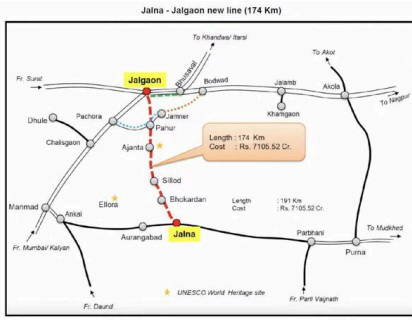 Jalna - Jalgaon new line (174 Km)
To Khandwa/ Itarsi
To Akot
Fr. Surat
Jalgaon
Bhusaval
Bodwad
Jalamb
Akola
To Nagpur
Khamgaon
Dhule
Pachora
Jamner
Pahur
Chalisgaon
Ajanta
Length : 174 Km
Cost : Rs. 7105.52 Cr.
Sillod
Ellora
Bhokardan
Length : 191 Km
Cost : Rs. 7105.52 Cr.
Manmad
Ankai
Aurangabad
Jalna
Parbhani
To Mudkhed
Purna
Fr. Mumbai/ Kalyan
UNESCO World Heritage site
Fr. Daund
Fr. Parli Vaijnath